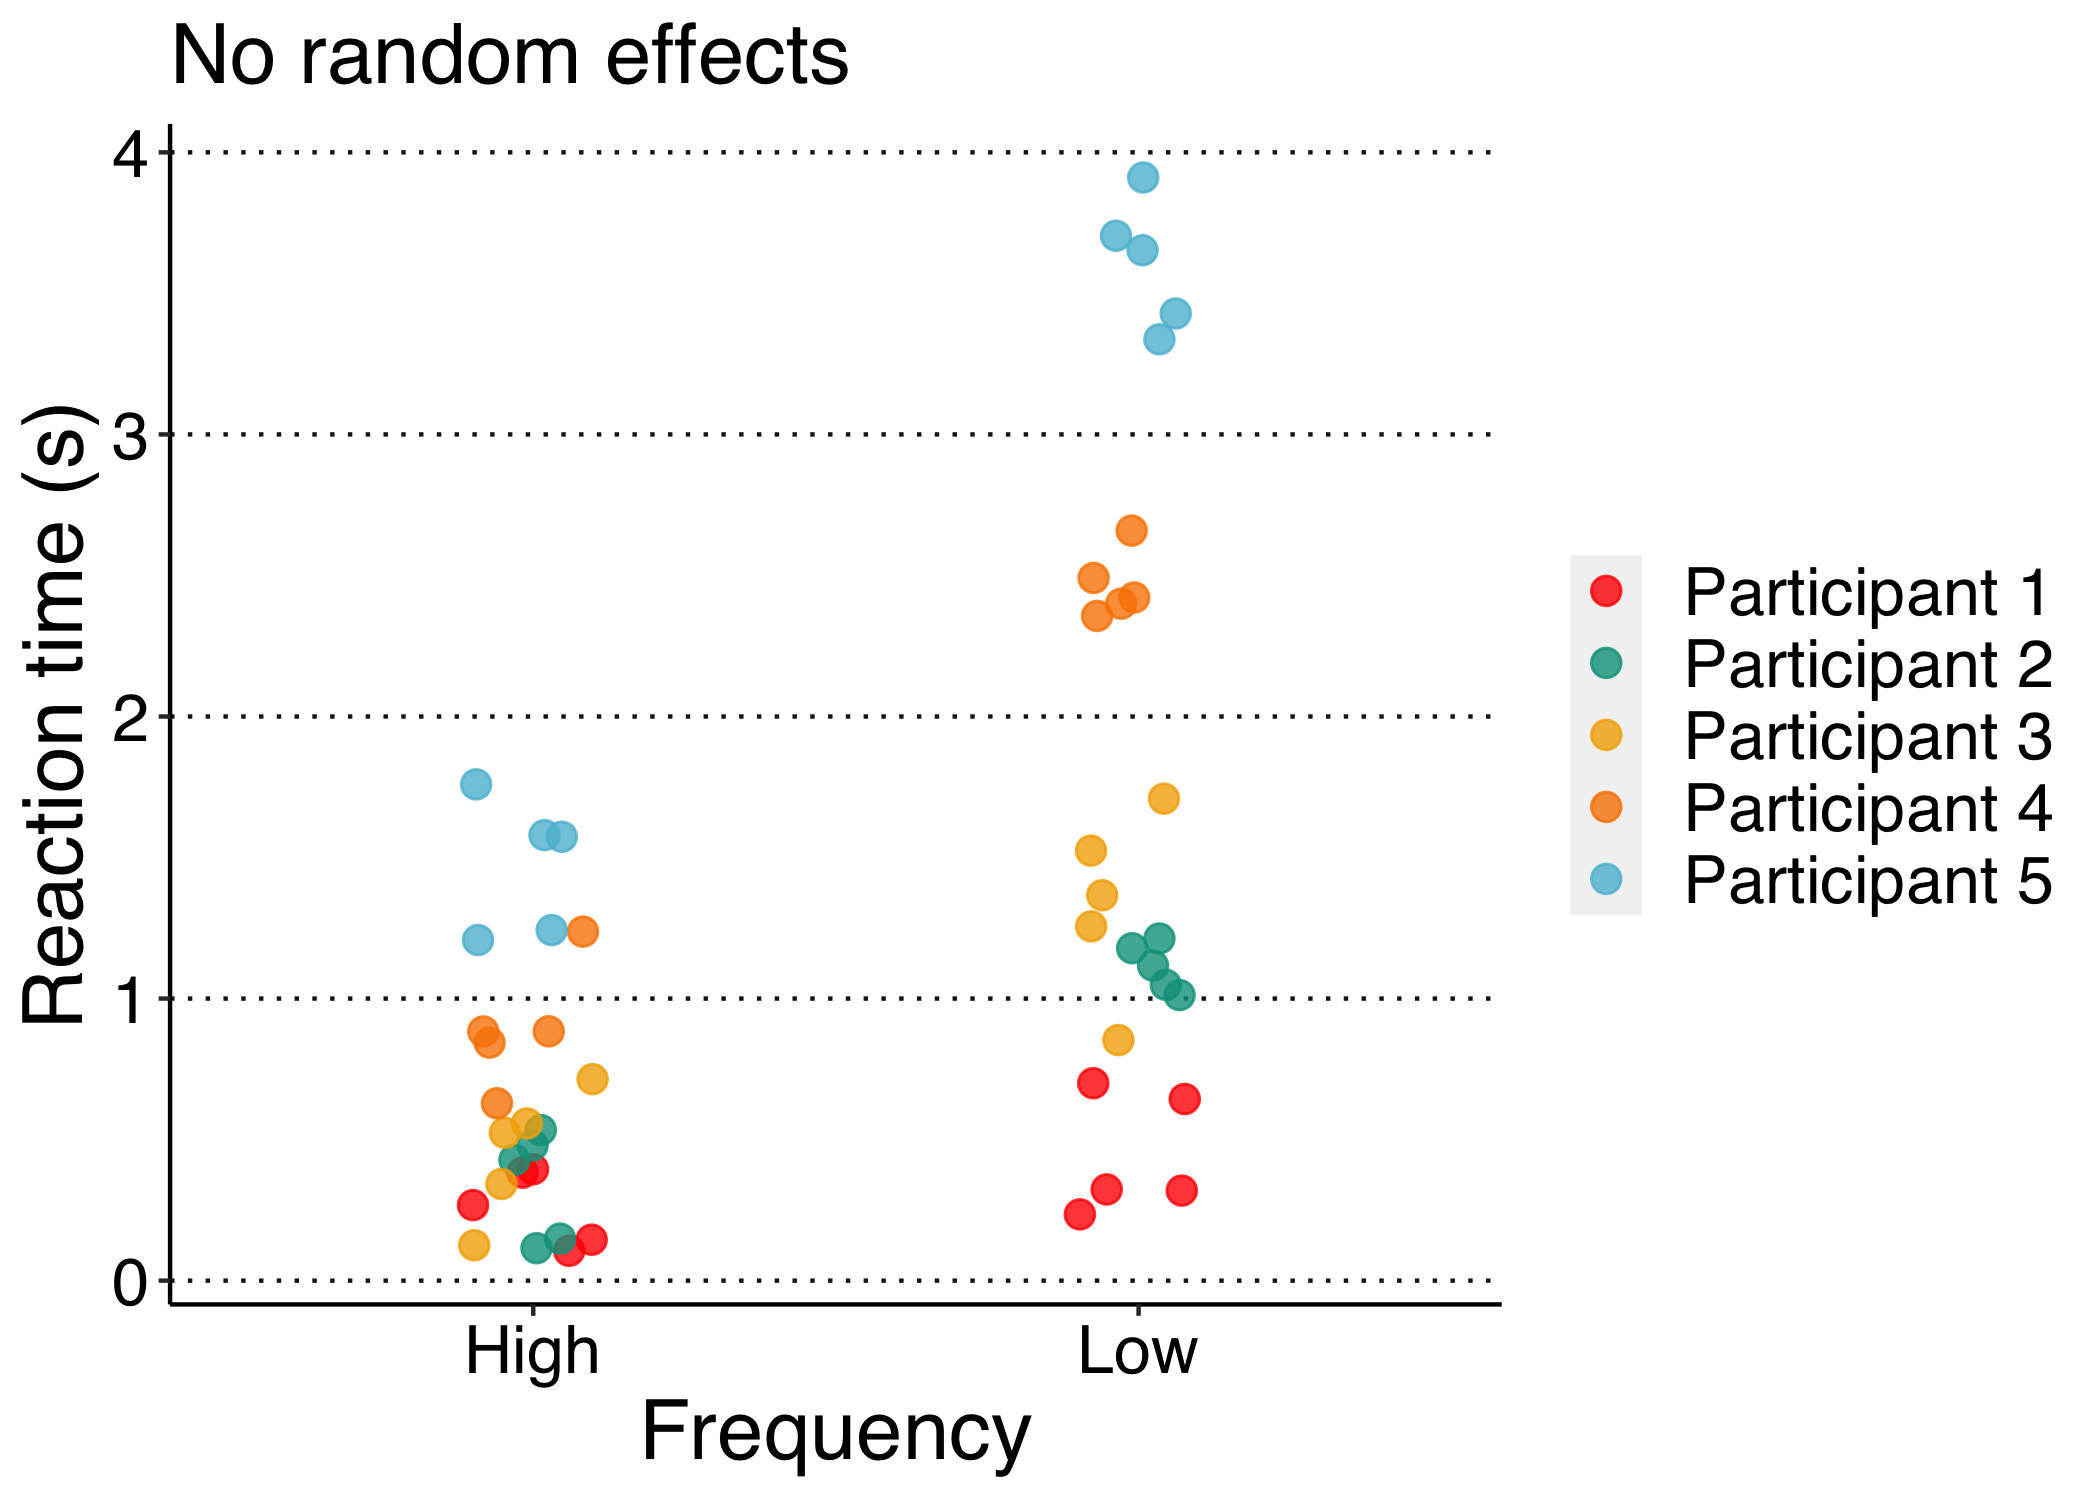 No random effects
4
3
2
1
0
Reaction time (s)
High
Low
Frequency
Participant 1
Participant 2
Participant 3
Participant 4
Participant 5